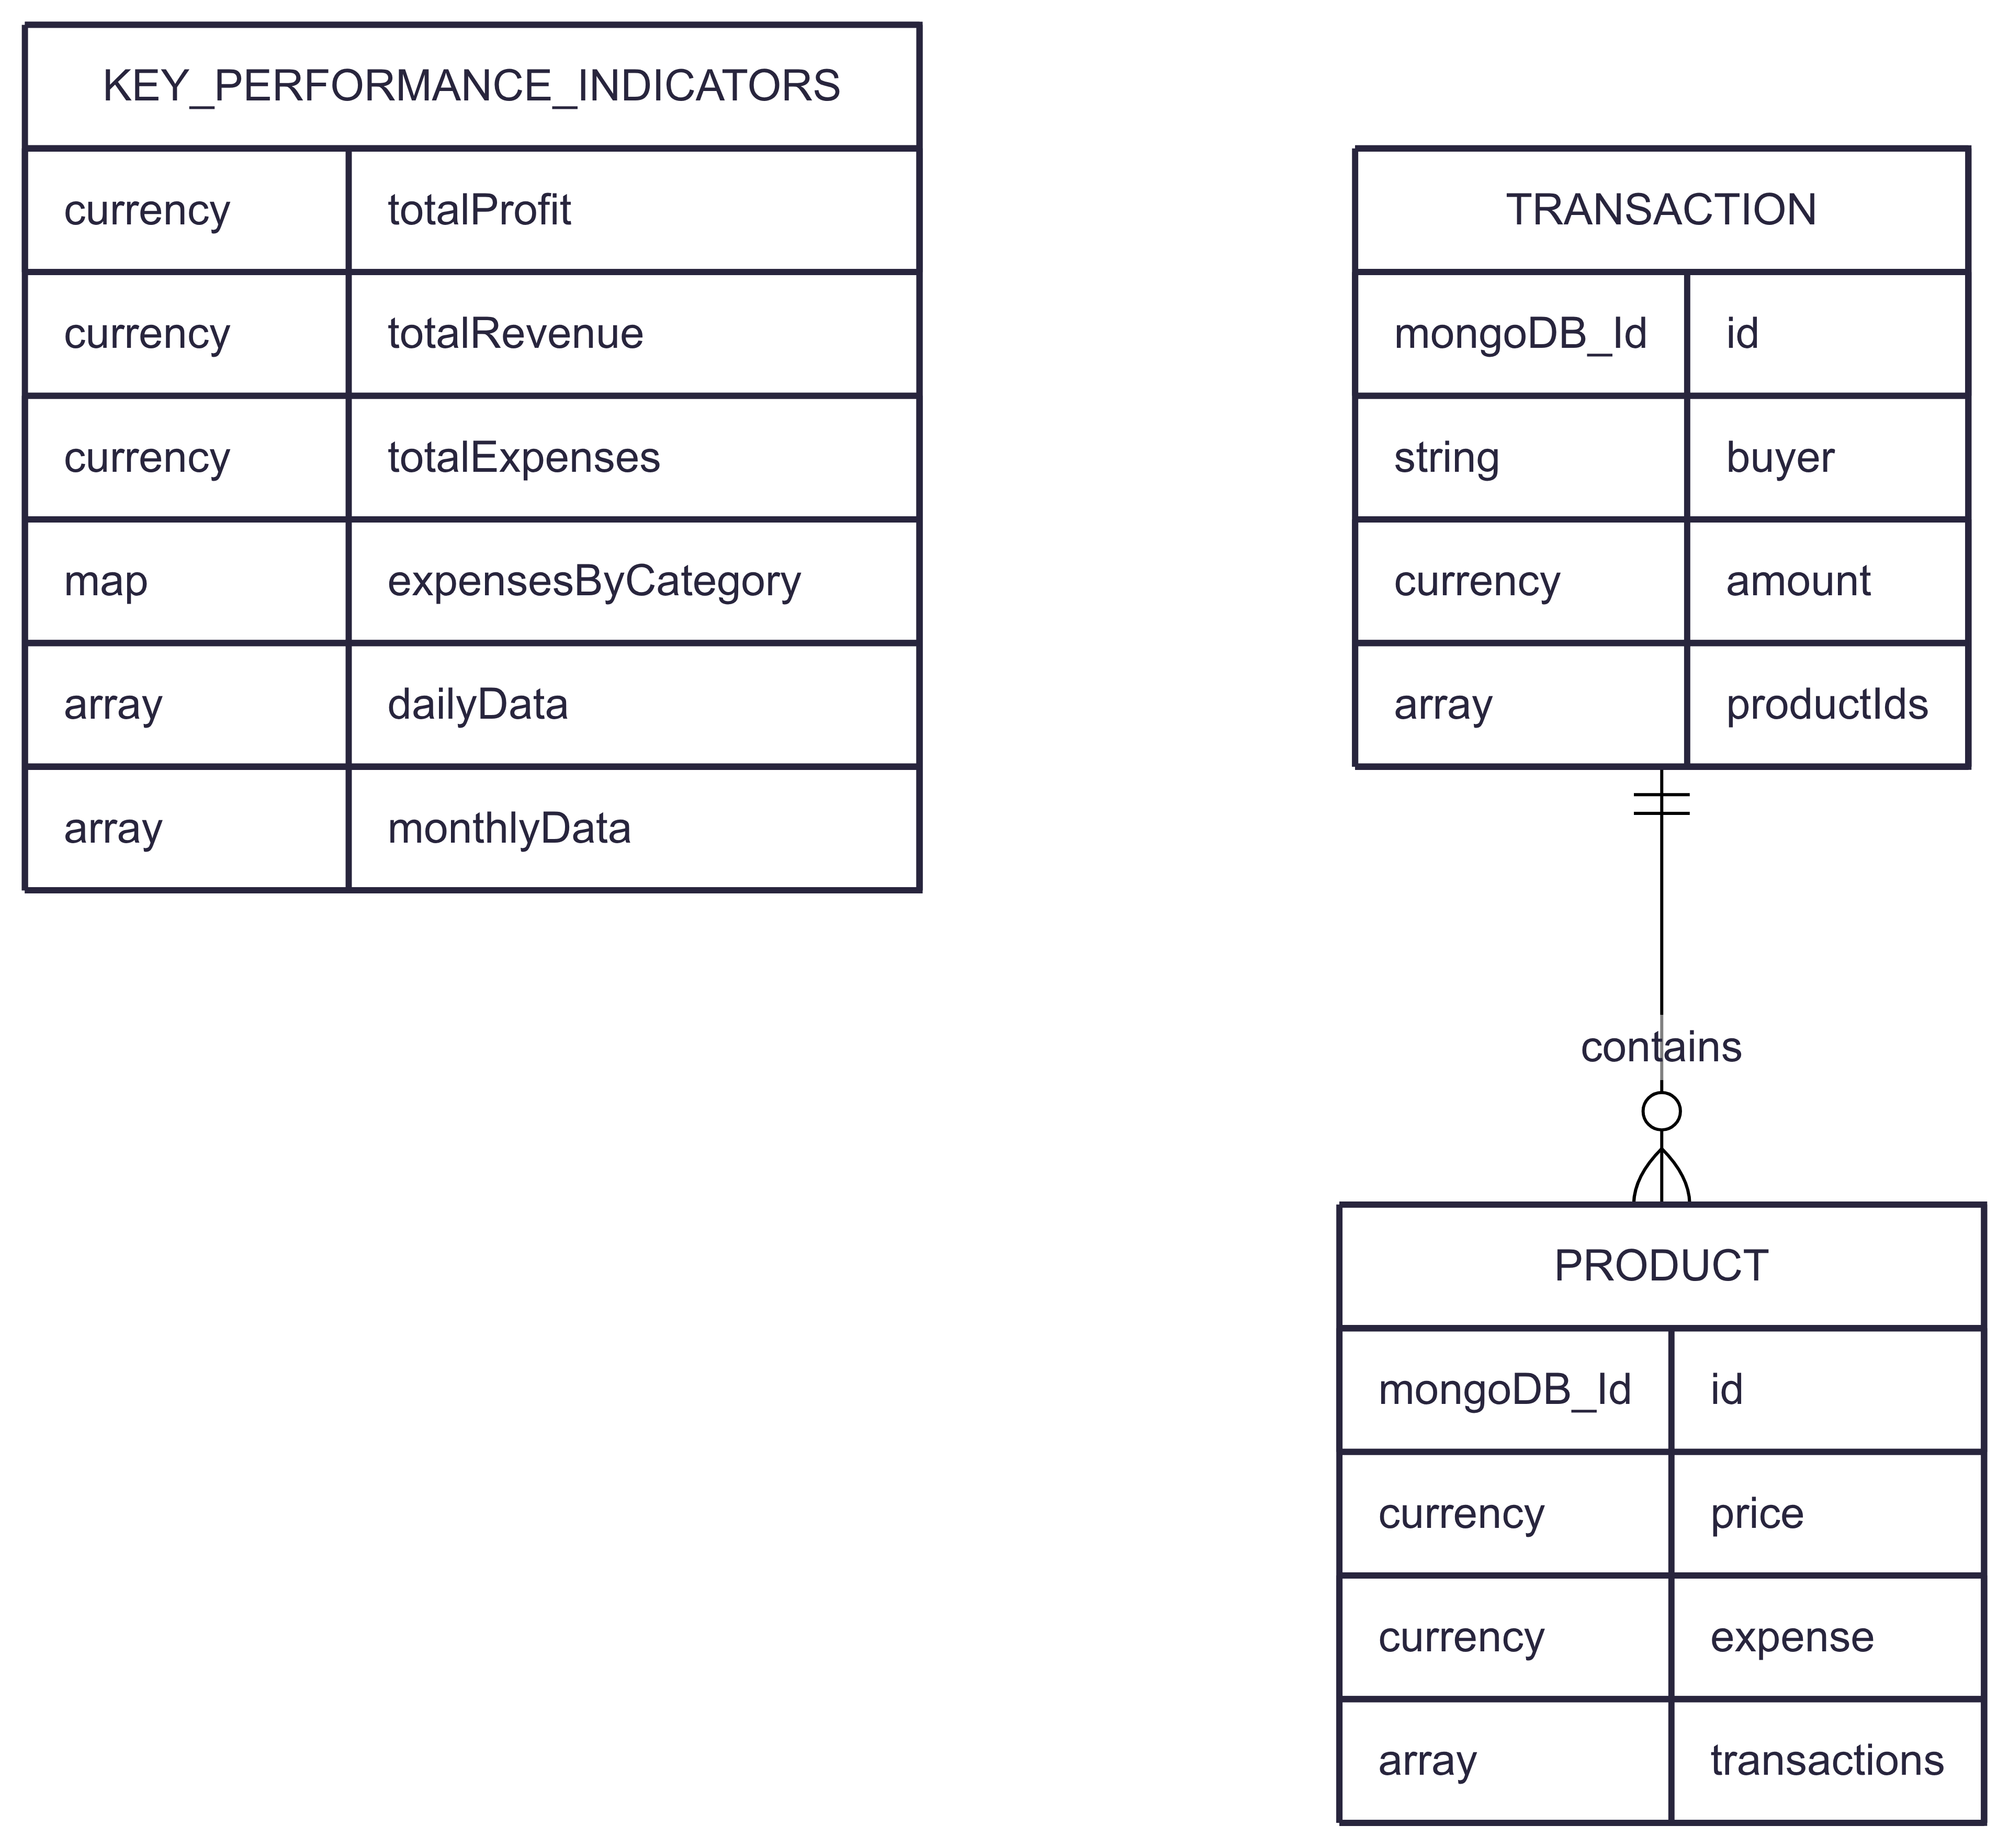 KEY_PERFORMANCE_INDICATORS
currency totalProfit
currency totalRevenue
currency totalExpenses
map expensesByCategory
array dailyData
array monthlyData
TRANSACTION
mongoDB_Id id
string buyer
currency amount
array productIds
contains
PRODUCT
mongoDB_Id id
currency price
currency expense
array transactions